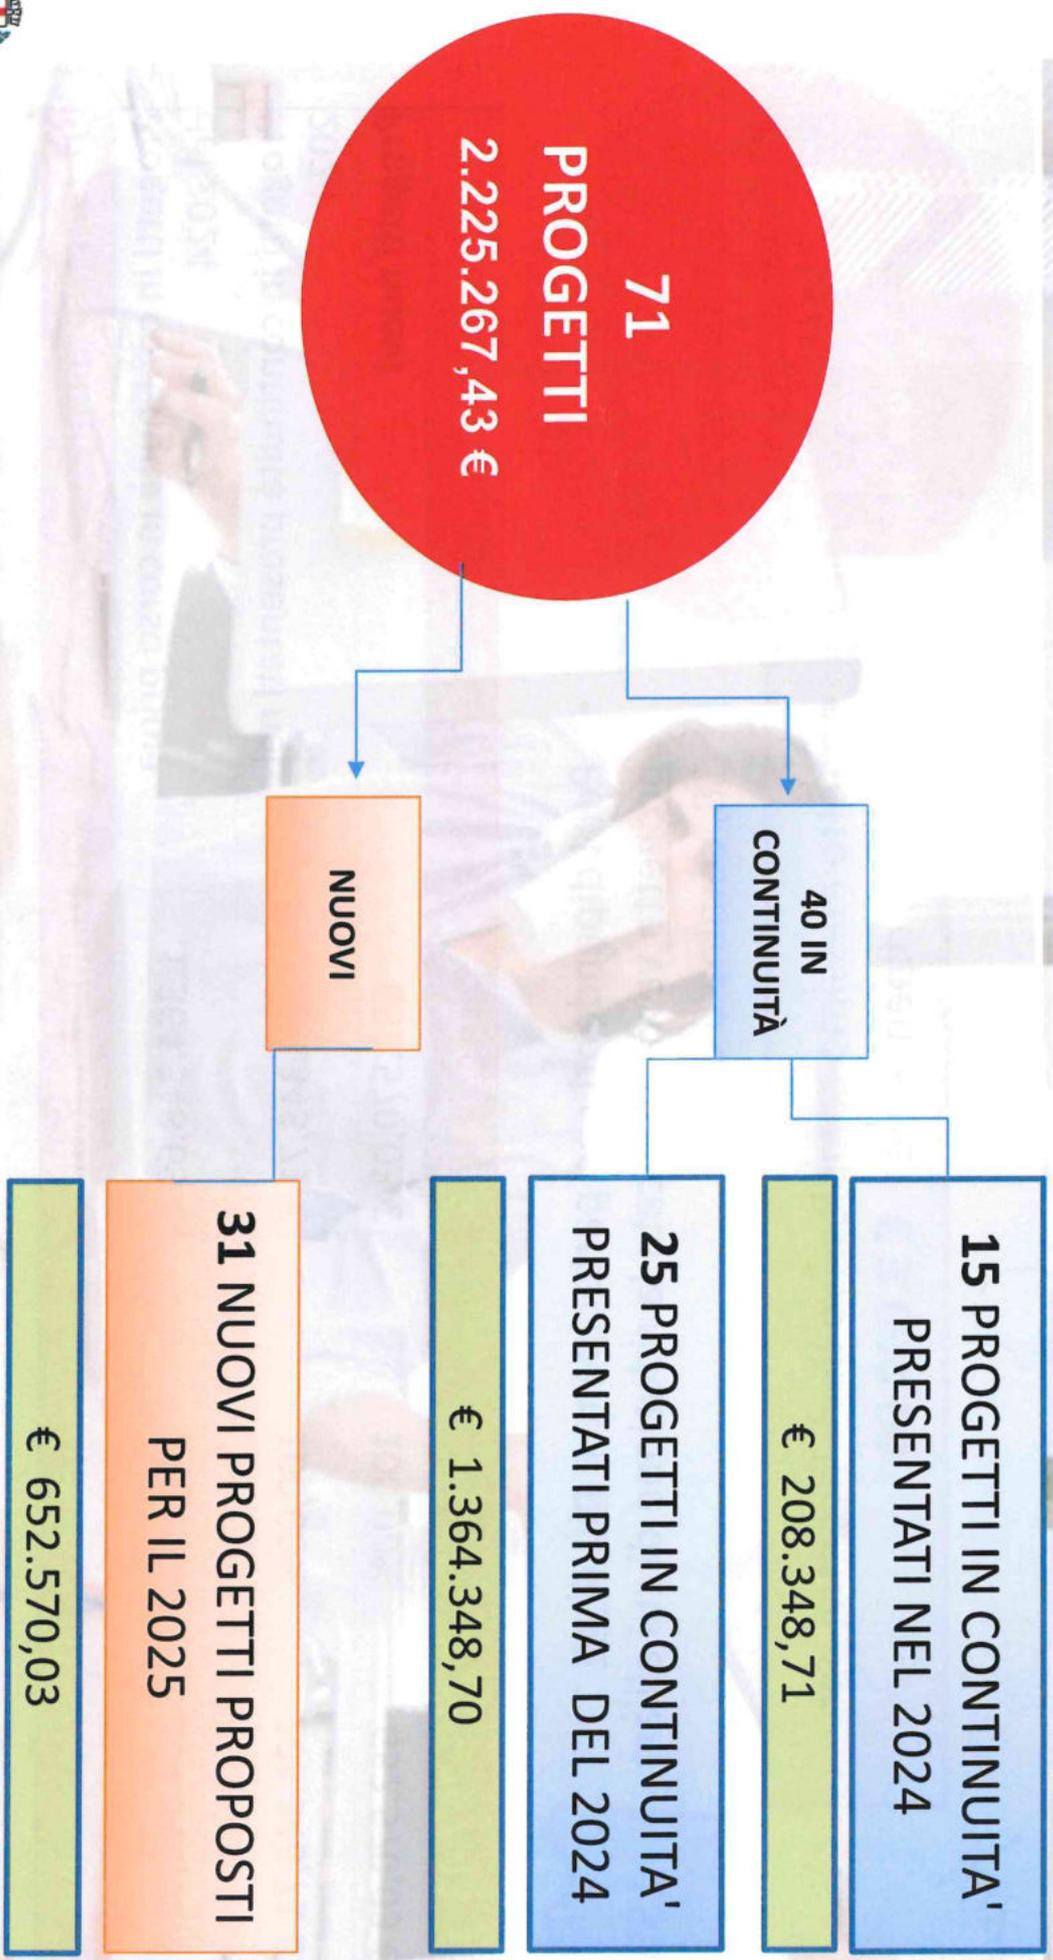 71
PROGETTI
2.225.267,43 €
40 IN
CONTINUITÀ
15 PROGETTI IN CONTINUITA'
PRESENTATI NEL 2024
€ 208.348,71
25 PROGETTI IN CONTINUITA'
PRESENTATI PRIMA DEL 2024
€ 1.364.348,70
NUOVI
31 NUOVI PROGETTI PROPOSTI
PER IL 2025
€ 652.570,03